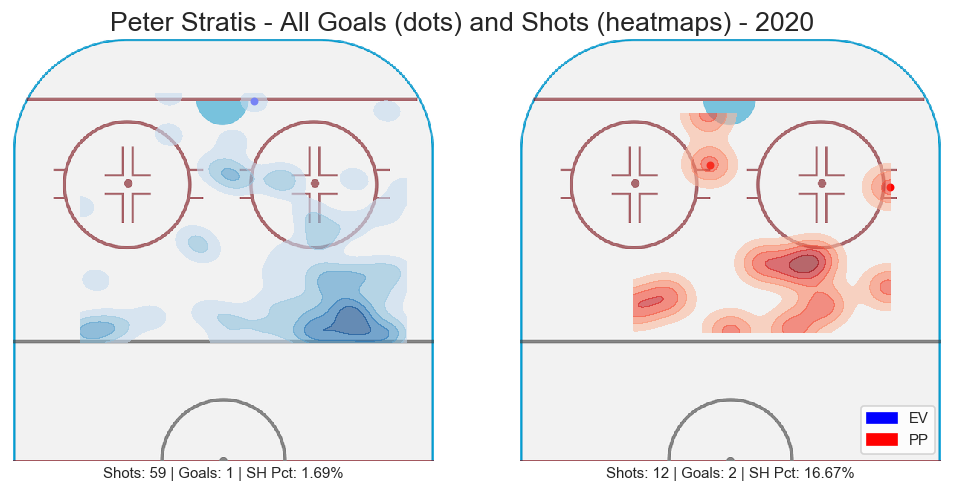 Peter Stratis - All Goals (dots) and Shots (heatmaps) - 2020
EV
PP
Shots: 59 | Goals: 1 | SH Pct: 1.69%
Shots: 12 | Goals: 2 | SH Pct: 16.67%